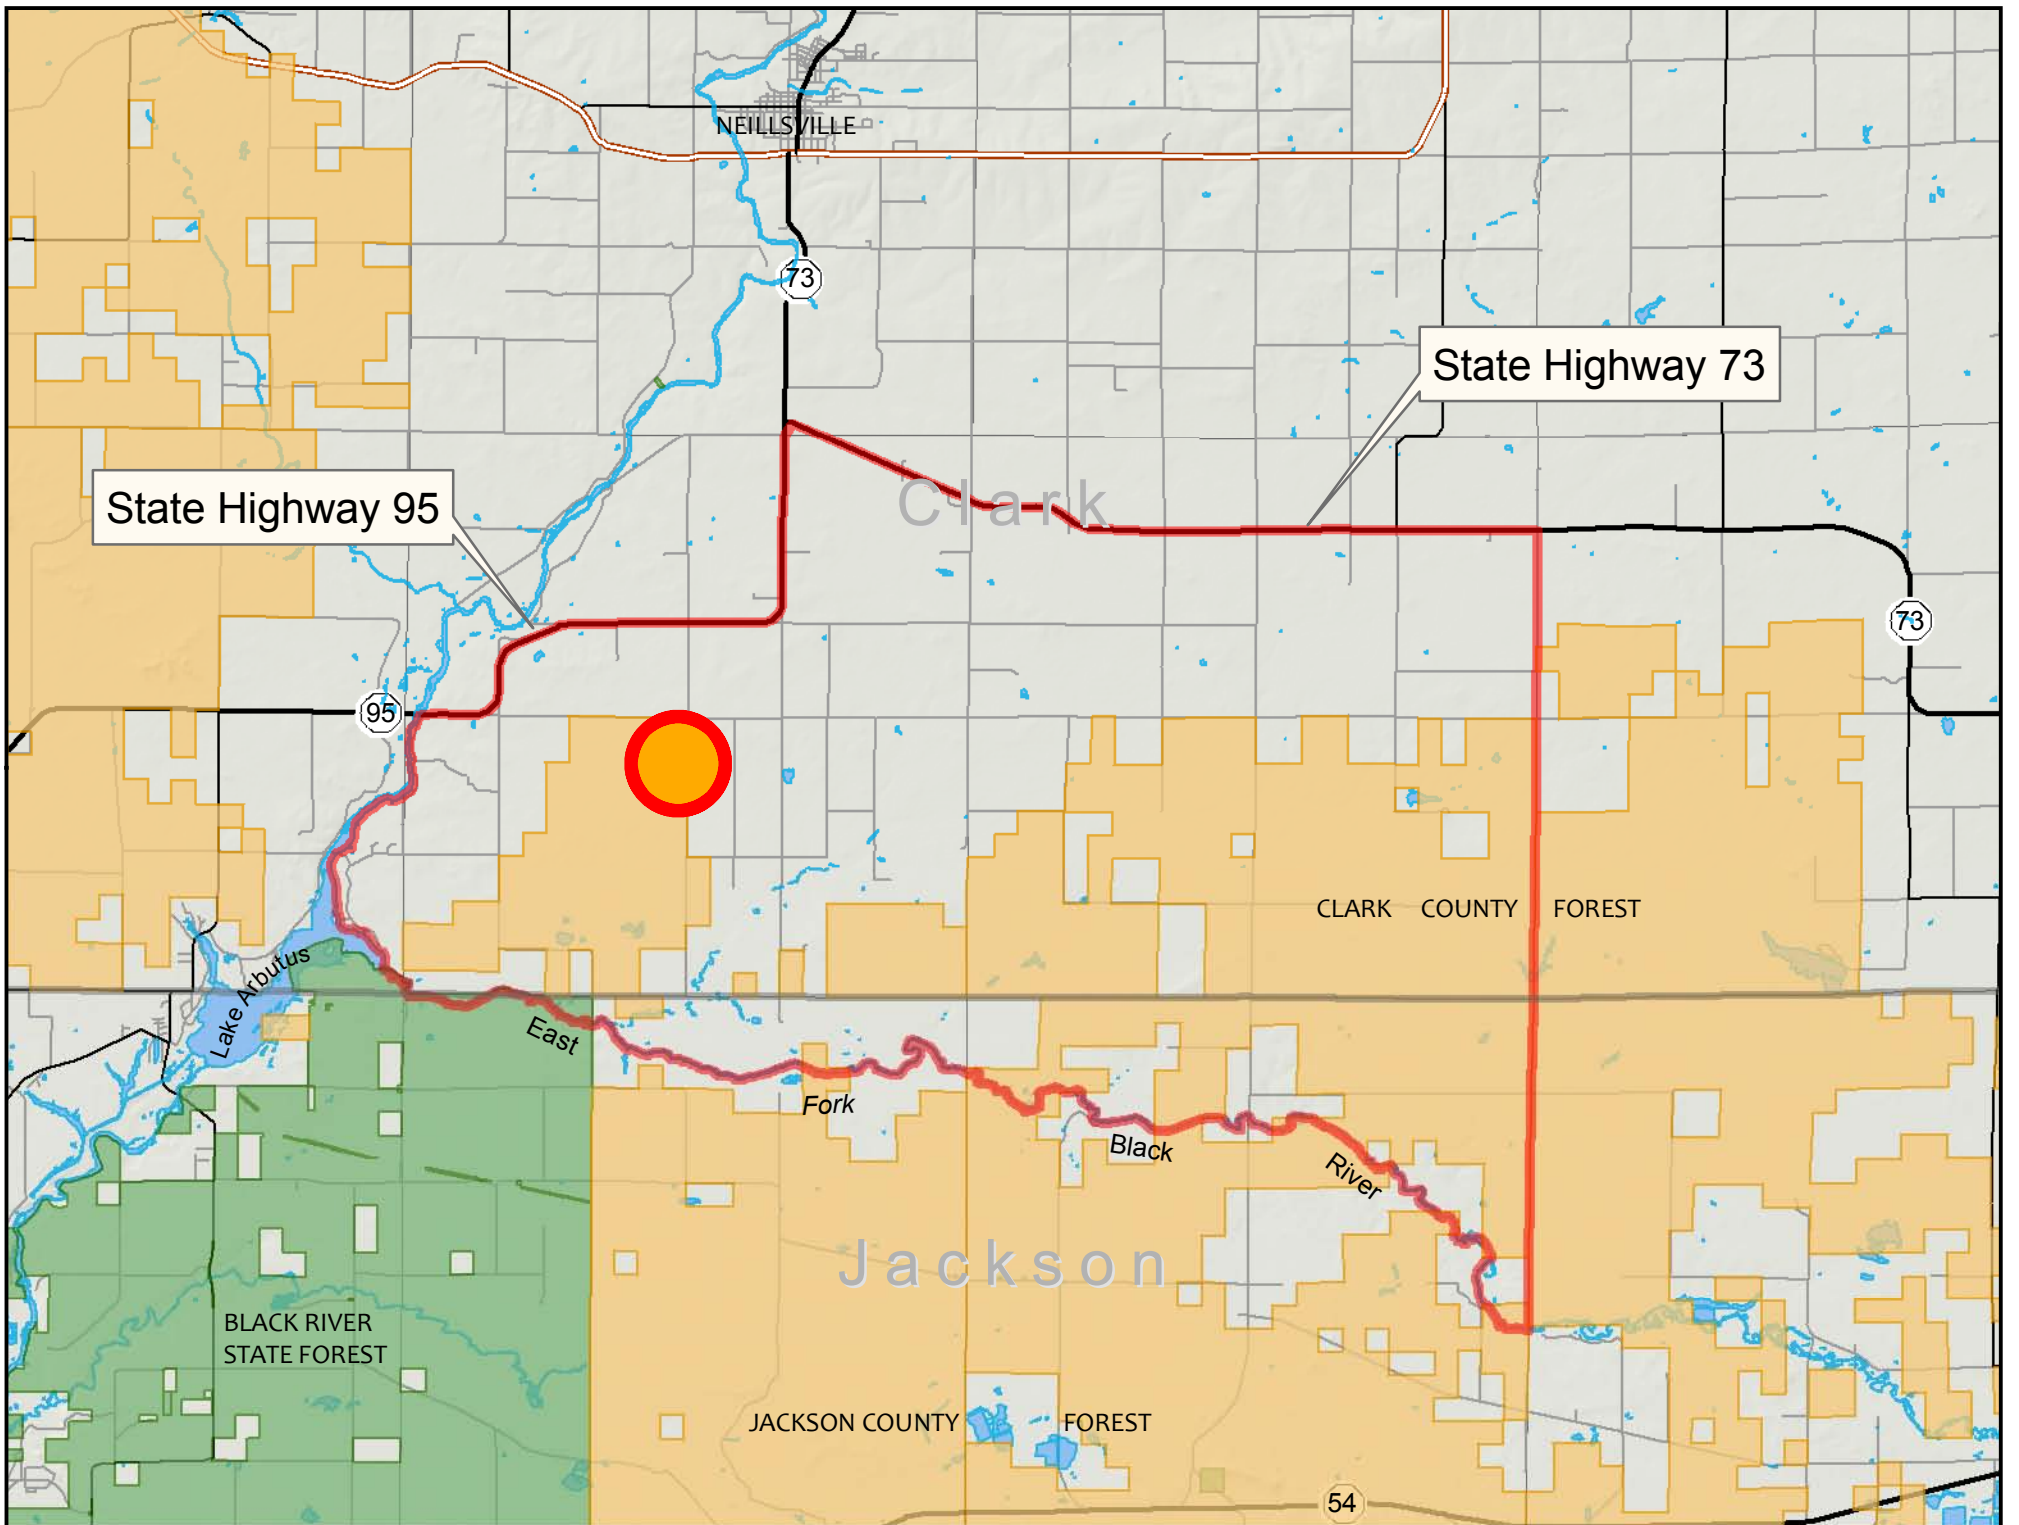 NEILLSVILLE
73
State Highway 73
Clark
State Highway 95
73
95
CLARK COUNTY FOREST
Lake Arbutus
East
Fork
Black
River
Jackson
BLACK RIVER
STATE FOREST
JACKSON COUNTY FOREST
54